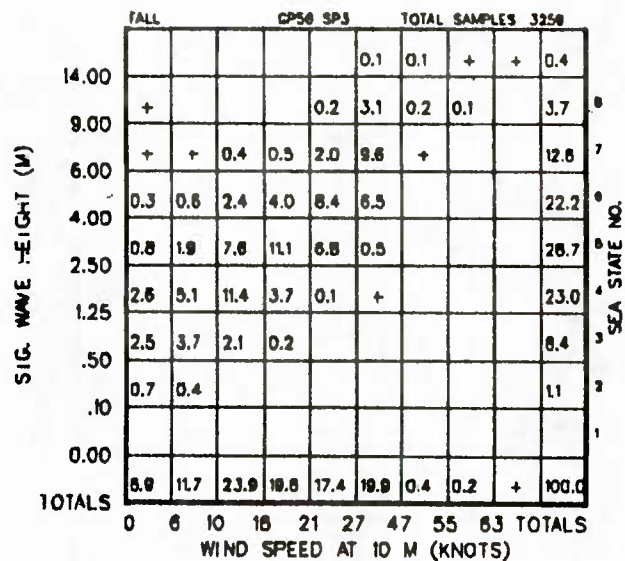 FALL GP56 SP3 TOTAL SAMPLES
0.1 0.1 + + 0.4
14.00
+ 0.2 3.1 0.2 0.1 3.7 8
9.00
+ + 0.4 0.5 2.0 9.6 + 12.6 7
6.00
0.3 0.6 2.4 4.0 8.4 6.5 22.2 6
4.00
0.8 1.9 7.6 11.1 6.8 0.5 28.7 5
2.50
2.6 5.1 11.4 3.7 0.1 + 23.0 4
1.25
2.5 3.7 2.1 0.2 8.4 3
.50
0.7 0.4 1.1 2
.10
1
0.00
TOTALS 6.9 11.7 23.9 19.6 17.4 19.9 0.4 0.2 + 100.0
0 6 10 16 21 27 47 55 63 TOTALS
WIND SPEED AT 10 M (KNOTS)
SIG. WAVE HEIGHT (M)
SEA STATE NO.